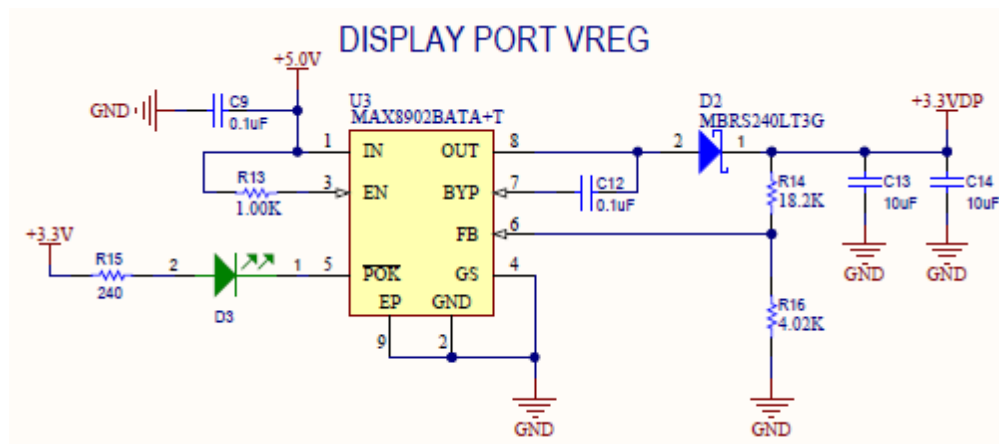 DISPLAY PORT VREG
+5.0V
GND
C9
0.1uF
U3
MAX8902BATA+T
D2
MBRS240LT3G
+3.3VDP
1
IN
OUT
8
2
1
R13
1.00K
3
EN
BYP
7
C12
0.1uF
R14
18.2K
C13
10uF
C14
10uF
+3.3V
FB
6
R15
240
2
1
5
POK
GS
4
GND
GND
D3
EP
GND
9
2
R16
4.02K
GND
GND